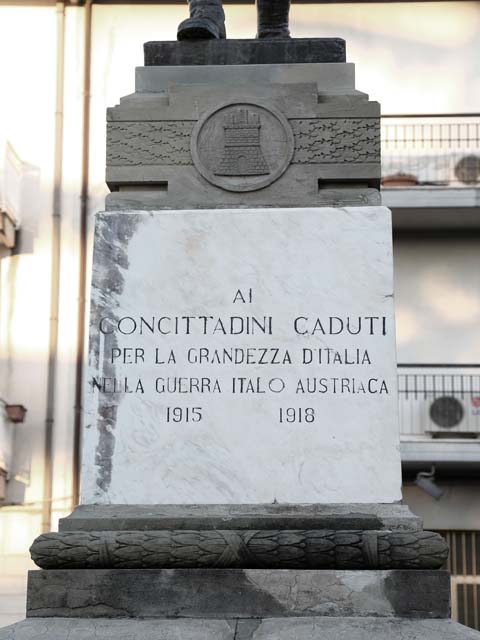 AI
CONCITTADINI CADUTI
PER LA GRANDEZZA D'ITALIA
NELLA GUERRA ITALO AUSTRIACA
1915 1918